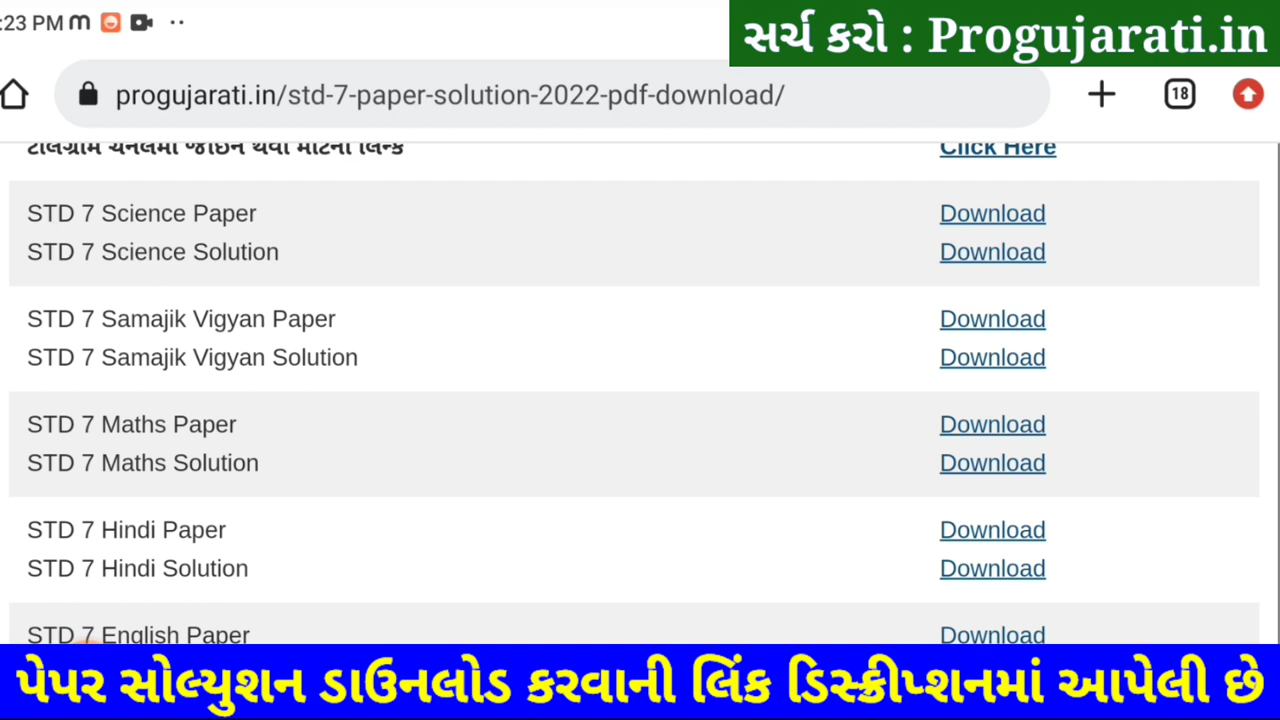 :23 PM
સર્ચ કરો : Progujarati.in
progujarati.in/std-7-paper-solution-2022-pdf-download/
18
ટેલિગ્રામ ચેનલમાં જોઇન થવા માટેની લિન્ક Click Here
STD 7 Science Paper Download
STD 7 Science Solution Download
STD 7 Samajik Vigyan Paper Download
STD 7 Samajik Vigyan Solution Download
STD 7 Maths Paper Download
STD 7 Maths Solution Download
STD 7 Hindi Paper Download
STD 7 Hindi Solution Download
STD 7 English Paper Download
પેપર સોલ્યુશન ડાઉનલોડ કરવાની લિંક ડિસ્ક્રીપ્શનમાં આપેલી છે